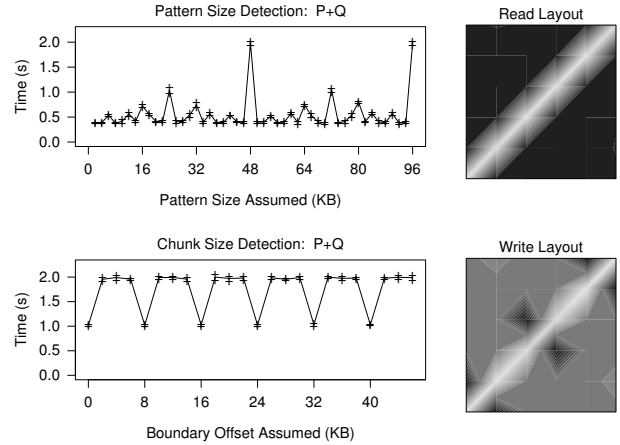 Pattern Size Detection: P+Q
Time (s)
2.0
1.5
1.0
0.5
0.0
0 16 32 48 64 80 96
Pattern Size Assumed (KB)
Read Layout
Chunk Size Detection: P+Q
Time (s)
2.0
1.5
1.0
0.5
0.0
0 8 16 24 32 40
Boundary Offset Assumed (KB)
Write Layout